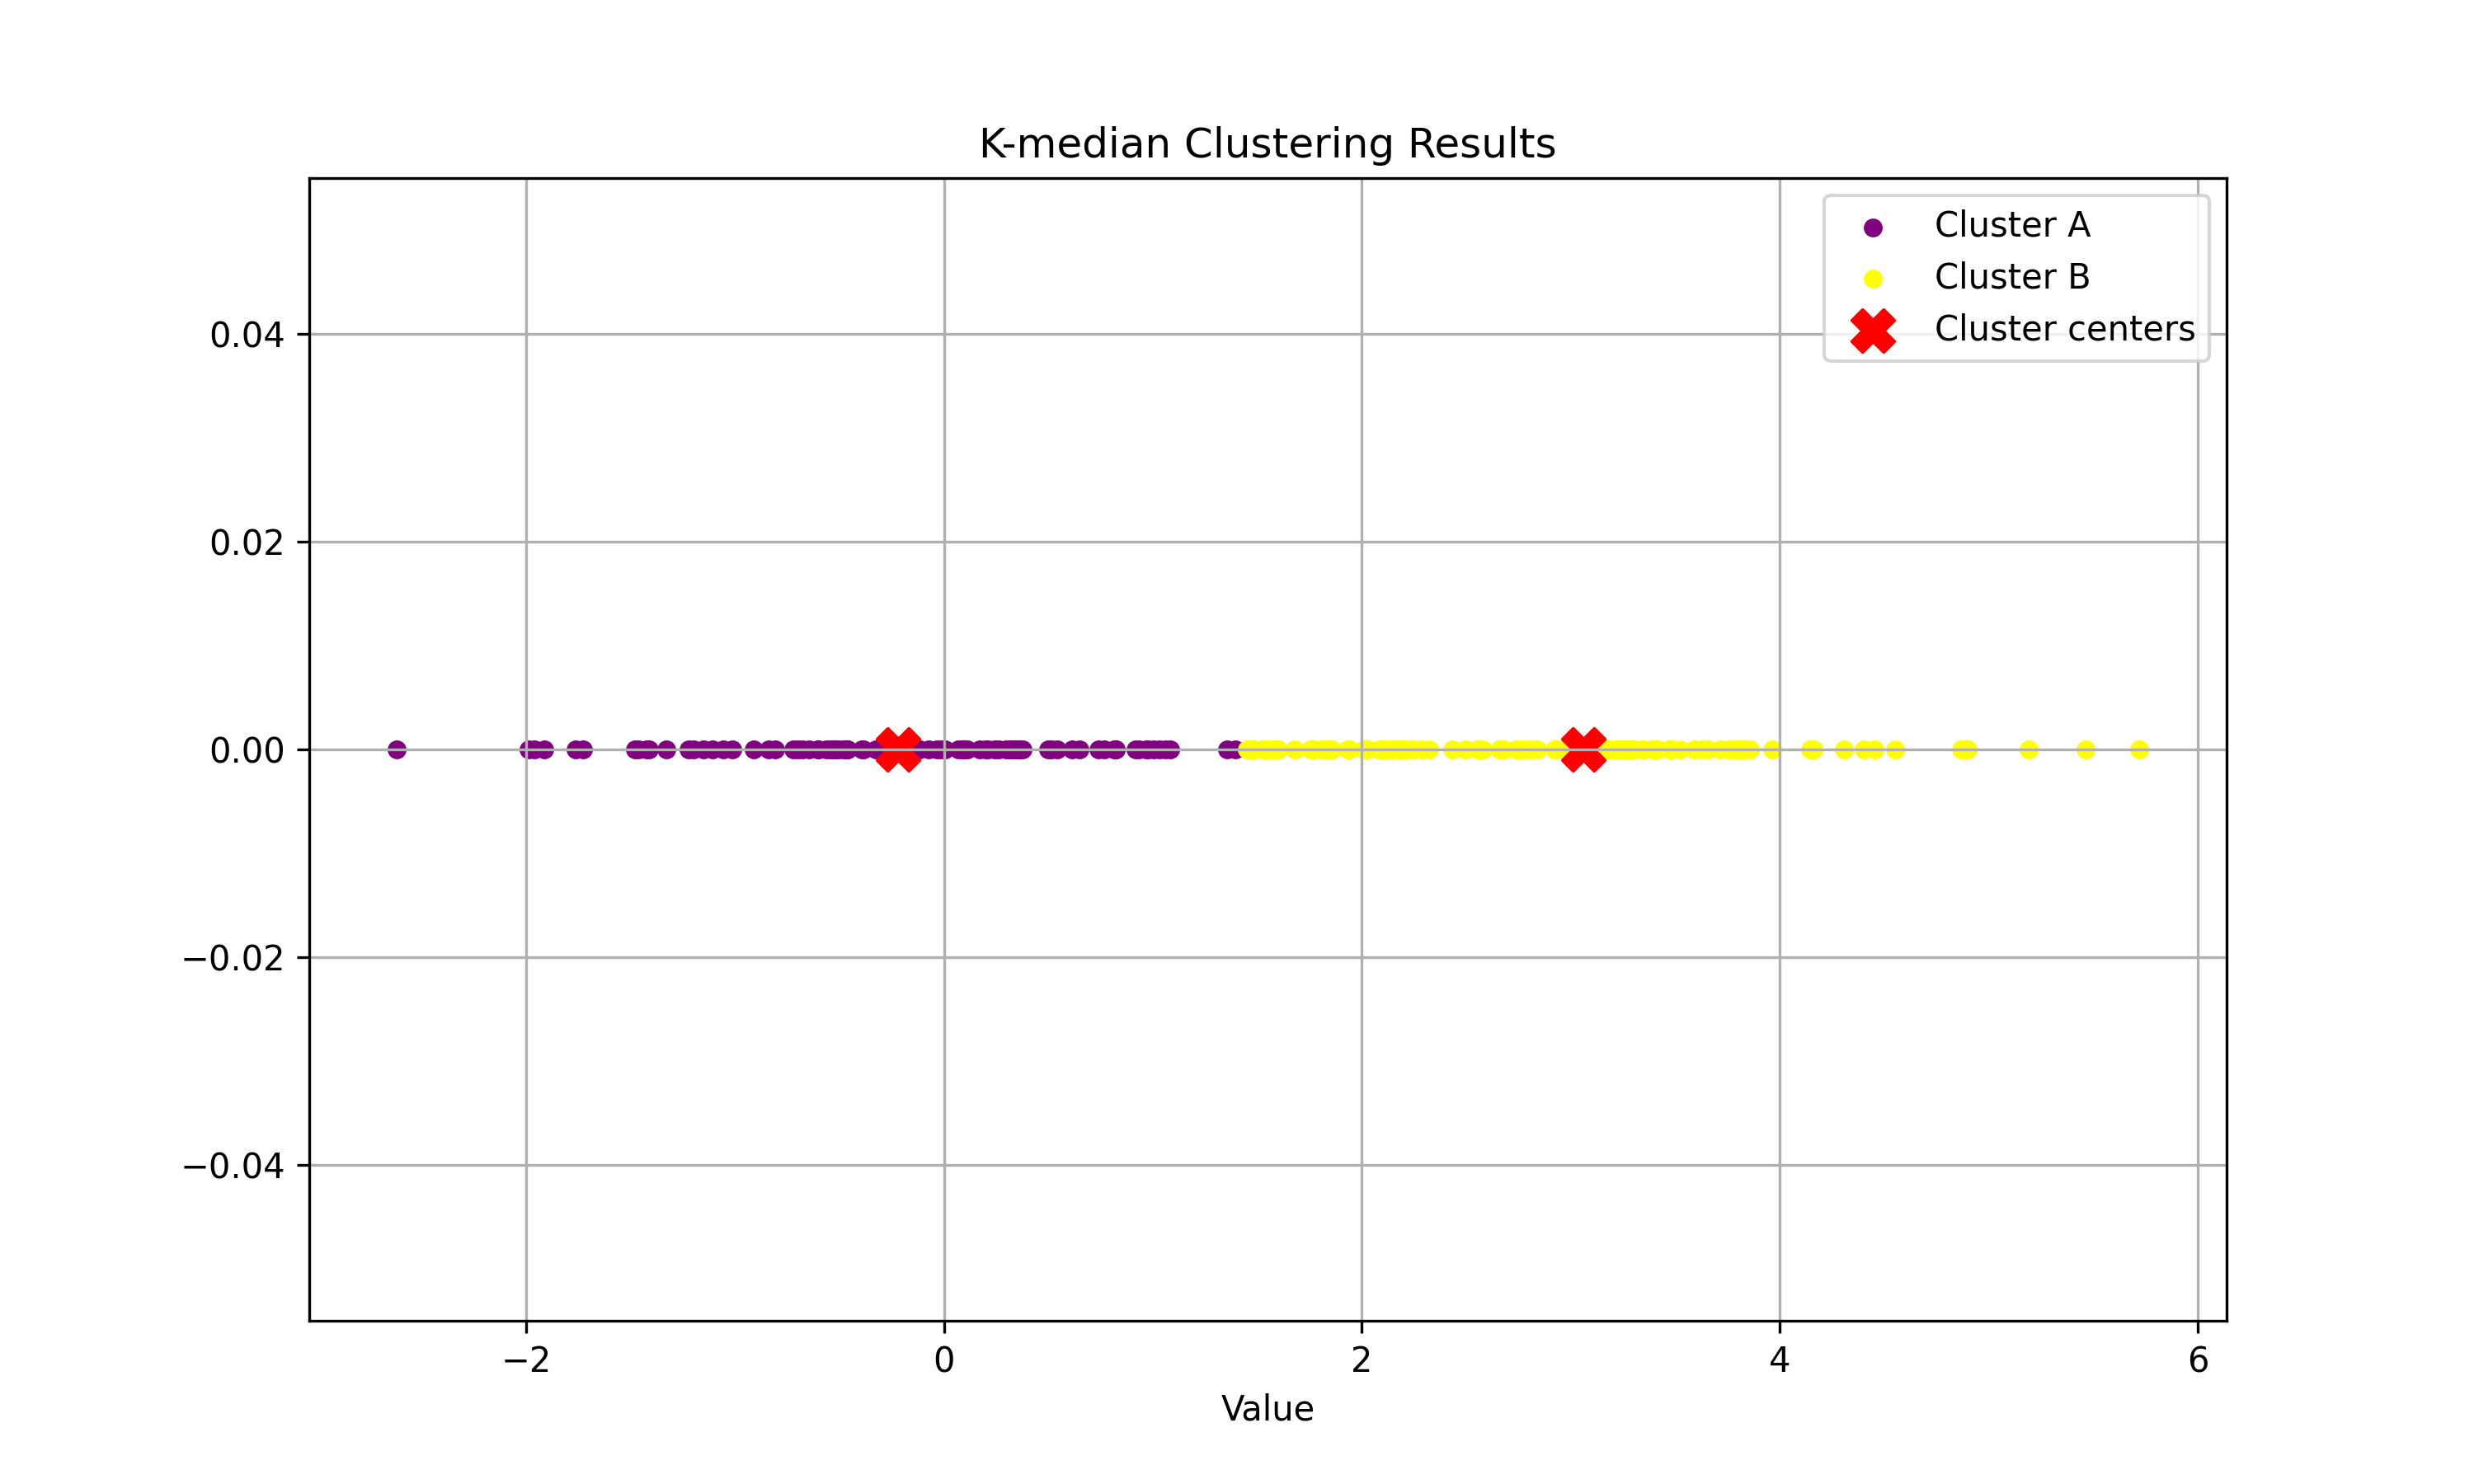 K-median Clustering Results
Cluster A
Cluster B
Cluster centers
0.04
0.02
0.00
−0.02
−0.04
−2 0 2 4 6
Value